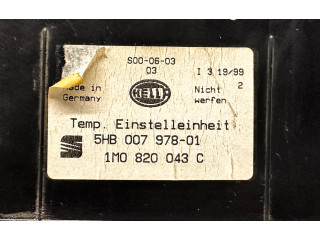 S00-06-03
03
I 3 19/99
2
Made in
Germany
HELLA
Nicht
werfen
Temp. Einstelleinheit
5HB 007 978-01
1M0 820 043 C